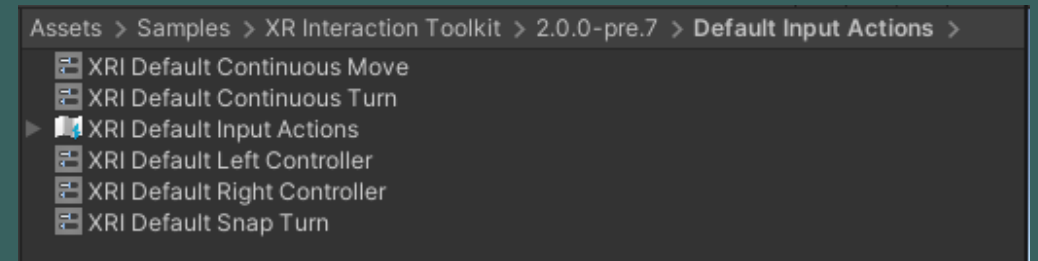 Assets > Samples > XR Interaction Toolkit > 2.0.0-pre.7 > Default Input Actions >
XRI Default Continuous Move
XRI Default Continuous Turn
XRI Default Input Actions
XRI Default Left Controller
XRI Default Right Controller
XRI Default Snap Turn